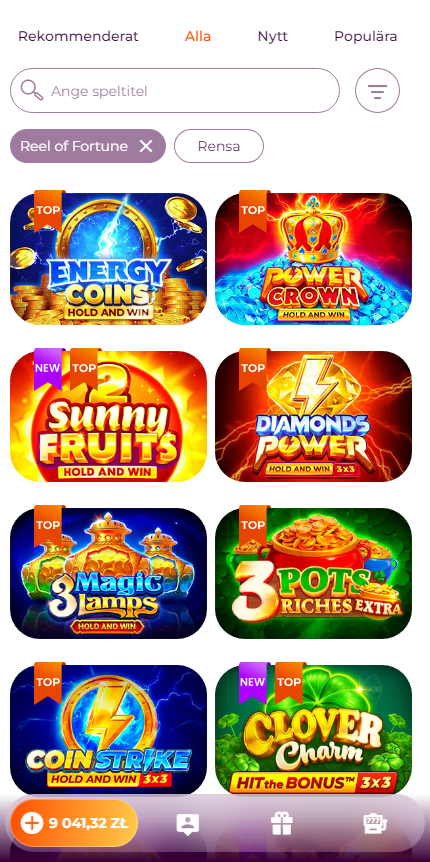 Rekommenderat Alla Nytt Populära
Ange speltitel
Reel of Fortune Rensa
TOP
ENERGY
COINS
HOLD AND WIN
TOP
POWER
CROWN
HOLD AND WIN
NEW TOP
2
Sunny
FRUITS
HOLD AND WIN
TOP
DIAMONDS
POWER
HOLD AND WIN 3x3
TOP
3 Magic
lamps
HOLD AND WIN
TOP
3 POTS
RICHES EXTRA
TOP
COIN STRIKE
HOLD AND WIN 3x3
NEW TOP
CLOVER
Charm
HIT the BONUS™ 3x3
9 041,32 ZŁ
777